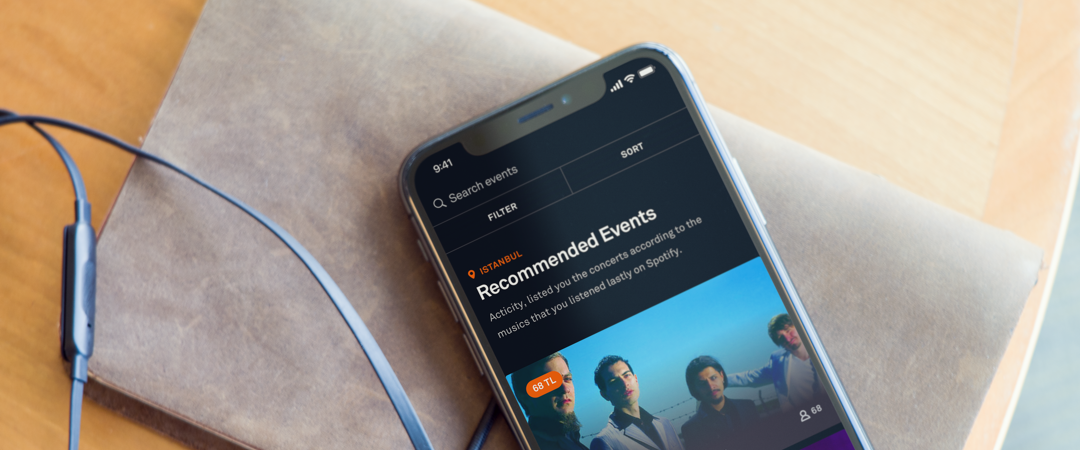 9:41
Search events
FILTER
SORT
ISTANBUL
Recommended Events
Acticity, listed you the concerts according to the
musics that you listened lastly on Spotify.
68 TL
68